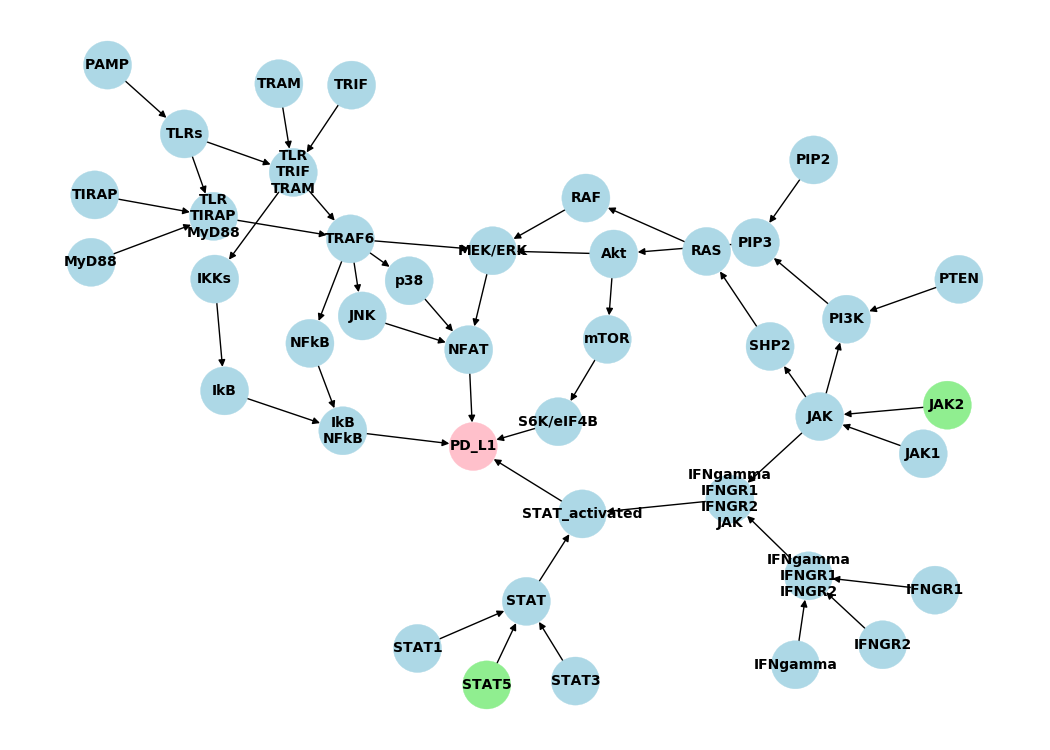 PAMP
TRAM
TRIF
TLRs
TLR
TRIF
TRAM
PIP2
TIRAP
TLR
TIRAP
MyD88
RAF
MyD88
TRAF6
MEK/ERK
Akt
RAS
PIP3
IKKs
p38
PTEN
JNK
PI3K
NFkB
NFAT
mTOR
SHP2
IkB
JAK2
IkB
NFkB
PD_L1
S6K/eIF4B
JAK
JAK1
IFNgamma
IFNGR1
IFNGR2
JAK
STAT_activated
IFNgamma
IFNGR1
IFNGR2
IFNGR1
STAT
STAT1
IFNGR2
IFNgamma
STAT5
STAT3